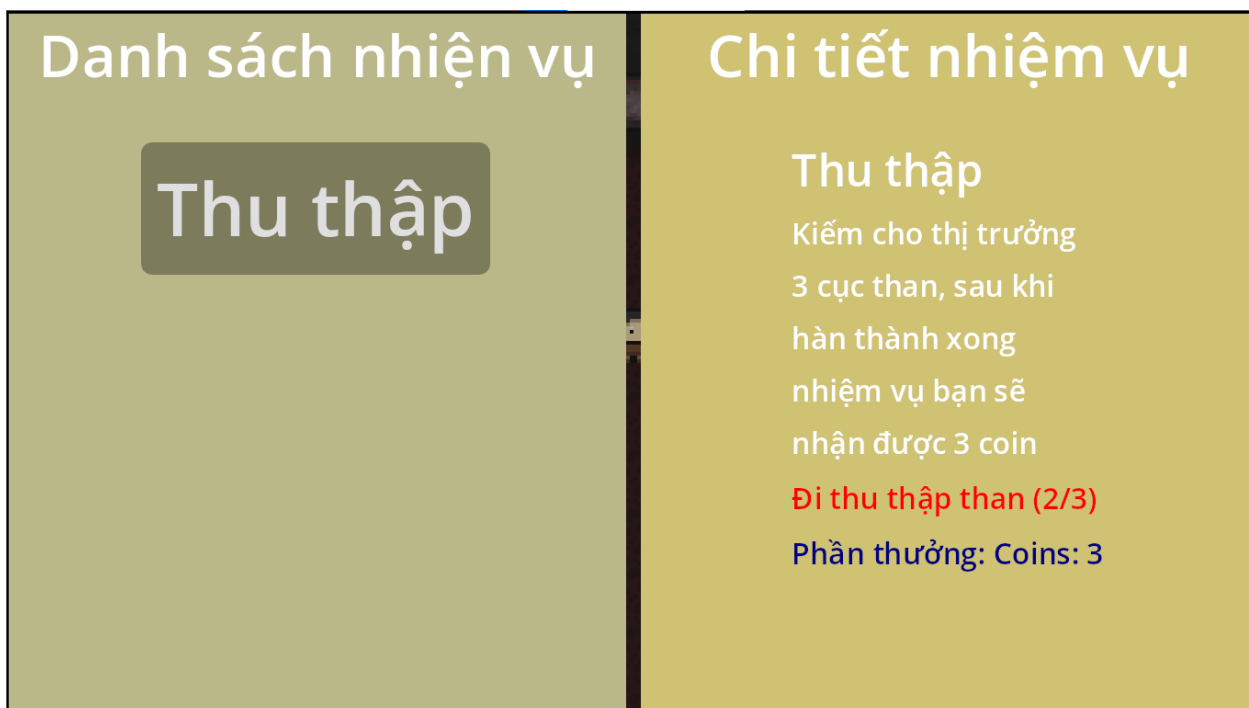 Danh sách nhiện vụ
Thu thập
Chi tiết nhiệm vụ
Thu thập
Kiếm cho thị trưởng
3 cục than, sau khi
hàn thành xong
nhiệm vụ bạn sẽ
nhận được 3 coin
Đi thu thập than (2/3)
Phần thưởng: Coins: 3